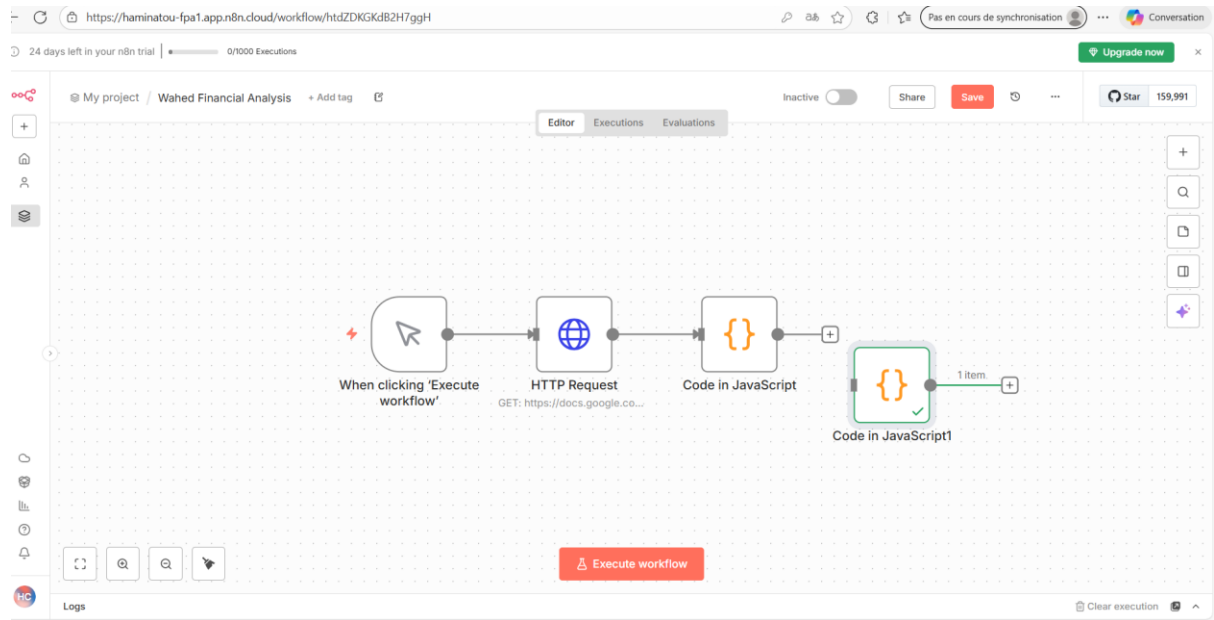 https://haminatou-fpa1.app.n8n.cloud/workflow/htdZDKGKdB2H7ggH
Pas en cours de synchronisation
Conversation
24 days left in your n8n trial
0/1000 Executions
Upgrade now
My project / Wahed Financial Analysis + Add tag
Inactive
Share
Save
Star 159,991
Editor Executions Evaluations
1 item
When clicking ‘Execute
workflow’
HTTP Request
GET: https://docs.google.co...
Code in JavaScript
Code in JavaScript1
Execute workflow
HC
Logs
Clear execution